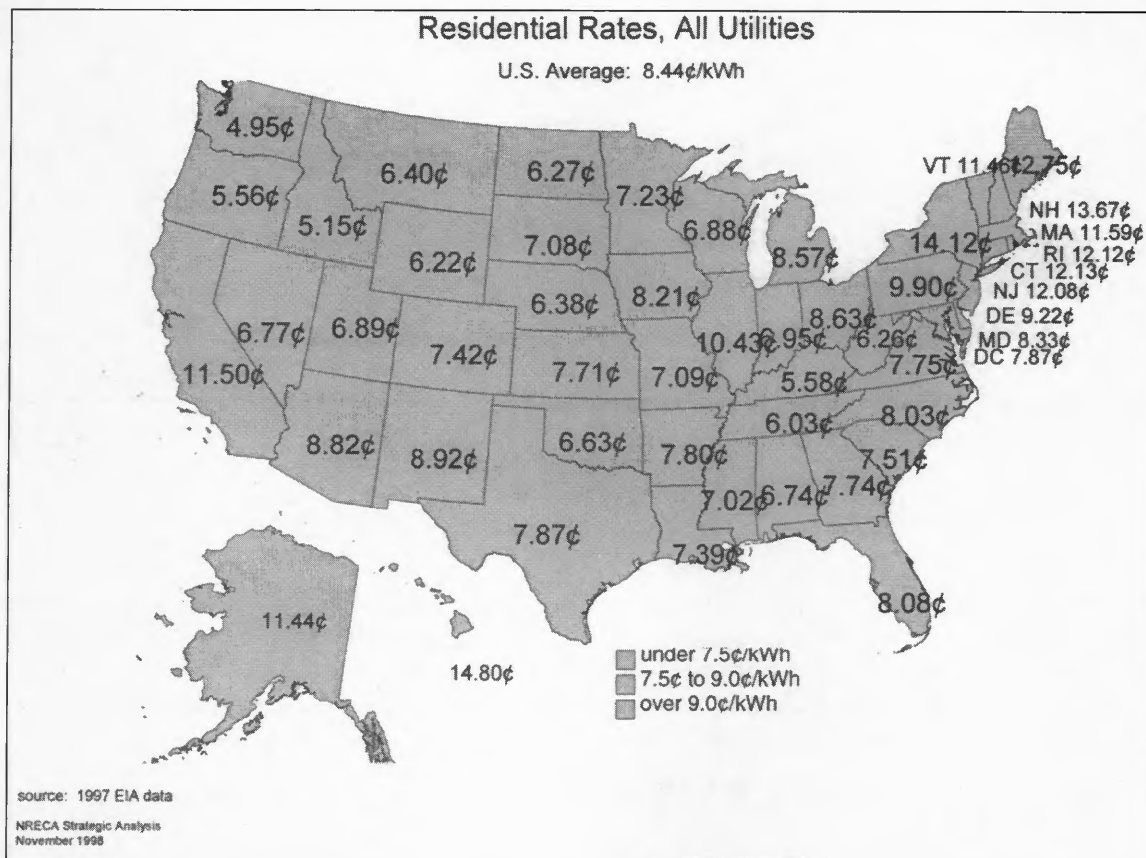 Residential Rates, All Utilities
U.S. Average: 8.44¢/kWh
4.95¢
6.40¢
6.27¢
7.23¢
VT 11.46¢
12.75¢
5.56¢
5.15¢
6.22¢
7.08¢
6.88¢
8.57¢
14.12¢
NH 13.67¢
MA 11.59¢
RI 12.12¢
CT 12.13¢
NJ 12.08¢
DE 9.22¢
MD 8.33¢
DC 7.87¢
6.77¢
6.89¢
7.42¢
6.38¢
8.21¢
10.43¢
6.95¢
8.63¢
9.90¢
6.26¢
7.75¢
11.50¢
7.71¢
7.09¢
5.58¢
8.82¢
8.92¢
6.63¢
7.80¢
6.03¢
8.03¢
7.51¢
7.87¢
7.39¢
7.02¢
6.74¢
7.74¢
8.08¢
11.44¢
14.80¢
under 7.5¢/kWh
7.5¢ to 9.0¢/kWh
over 9.0¢/kWh
source: 1997 EIA data
NRECA Strategic Analysis
November 1998